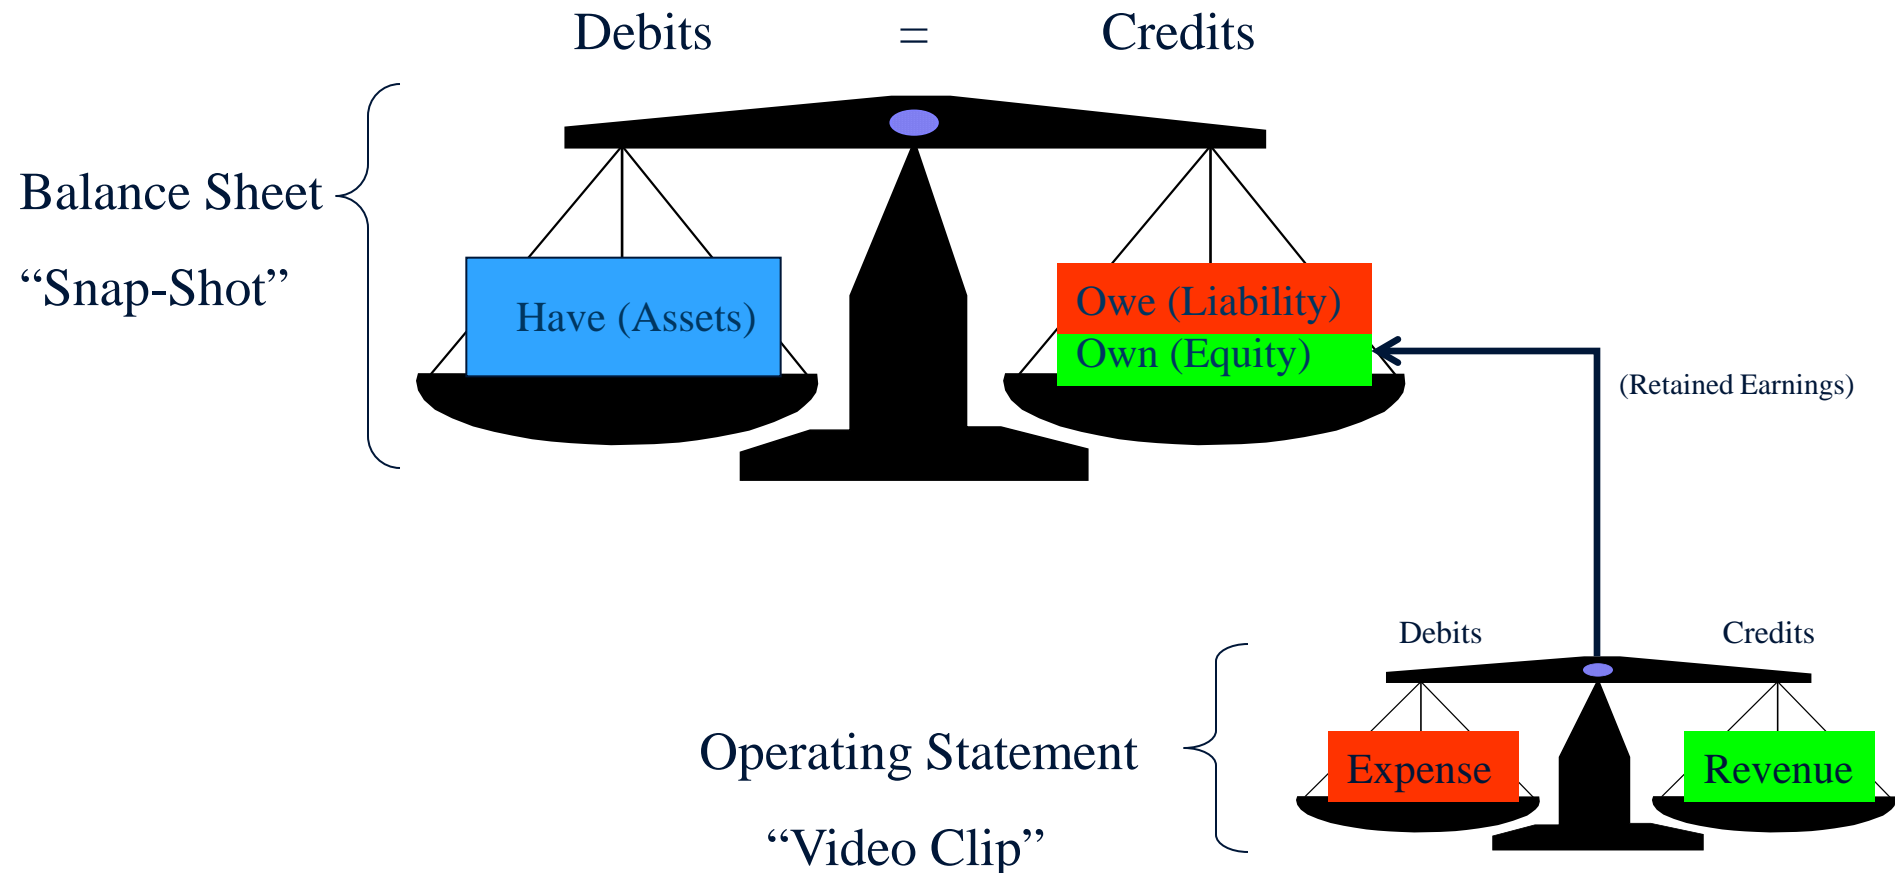 Debits = Credits
Balance Sheet
“Snap-Shot”
Have (Assets)
Owe (Liability)
Own (Equity)
(Retained Earnings)
Debits Credits
Operating Statement
“Video Clip”
Expense Revenue